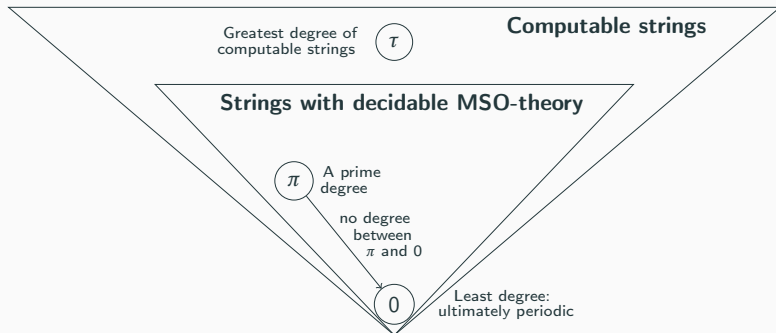 Computable strings
Greatest degree of
computable strings
τ
Strings with decidable MSO-theory
π
A prime
degree
no degree
between
π and 0
0
Least degree:
ultimately periodic